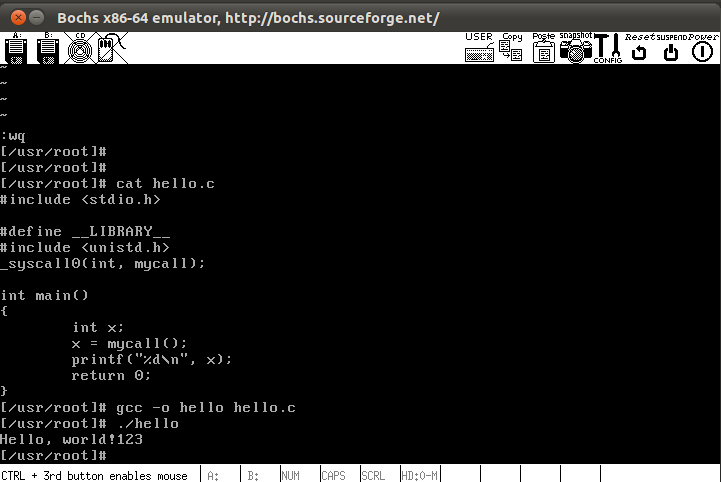 Bochs x86-64 emulator, http://bochs.sourceforge.net/
A: B: CD USER Copy Paste snapshot CONFIG Reset SUSPEND Power
~
~
~
~
:wq
[/usr/root]#
[/usr/root]#
[/usr/root]# cat hello.c
#include <stdio.h>
#define __LIBRARY__
#include <unistd.h>
_syscall0(int, mycall);
int main()
{
        int x;
        x = mycall();
        printf("%d\n", x);
        return 0;
}
[/usr/root]# gcc -o hello hello.c
[/usr/root]# ./hello
Hello, world!123
[/usr/root]#
CTRL + 3rd button enables mouse A: B: NUM CAPS SCRL HD:0-M